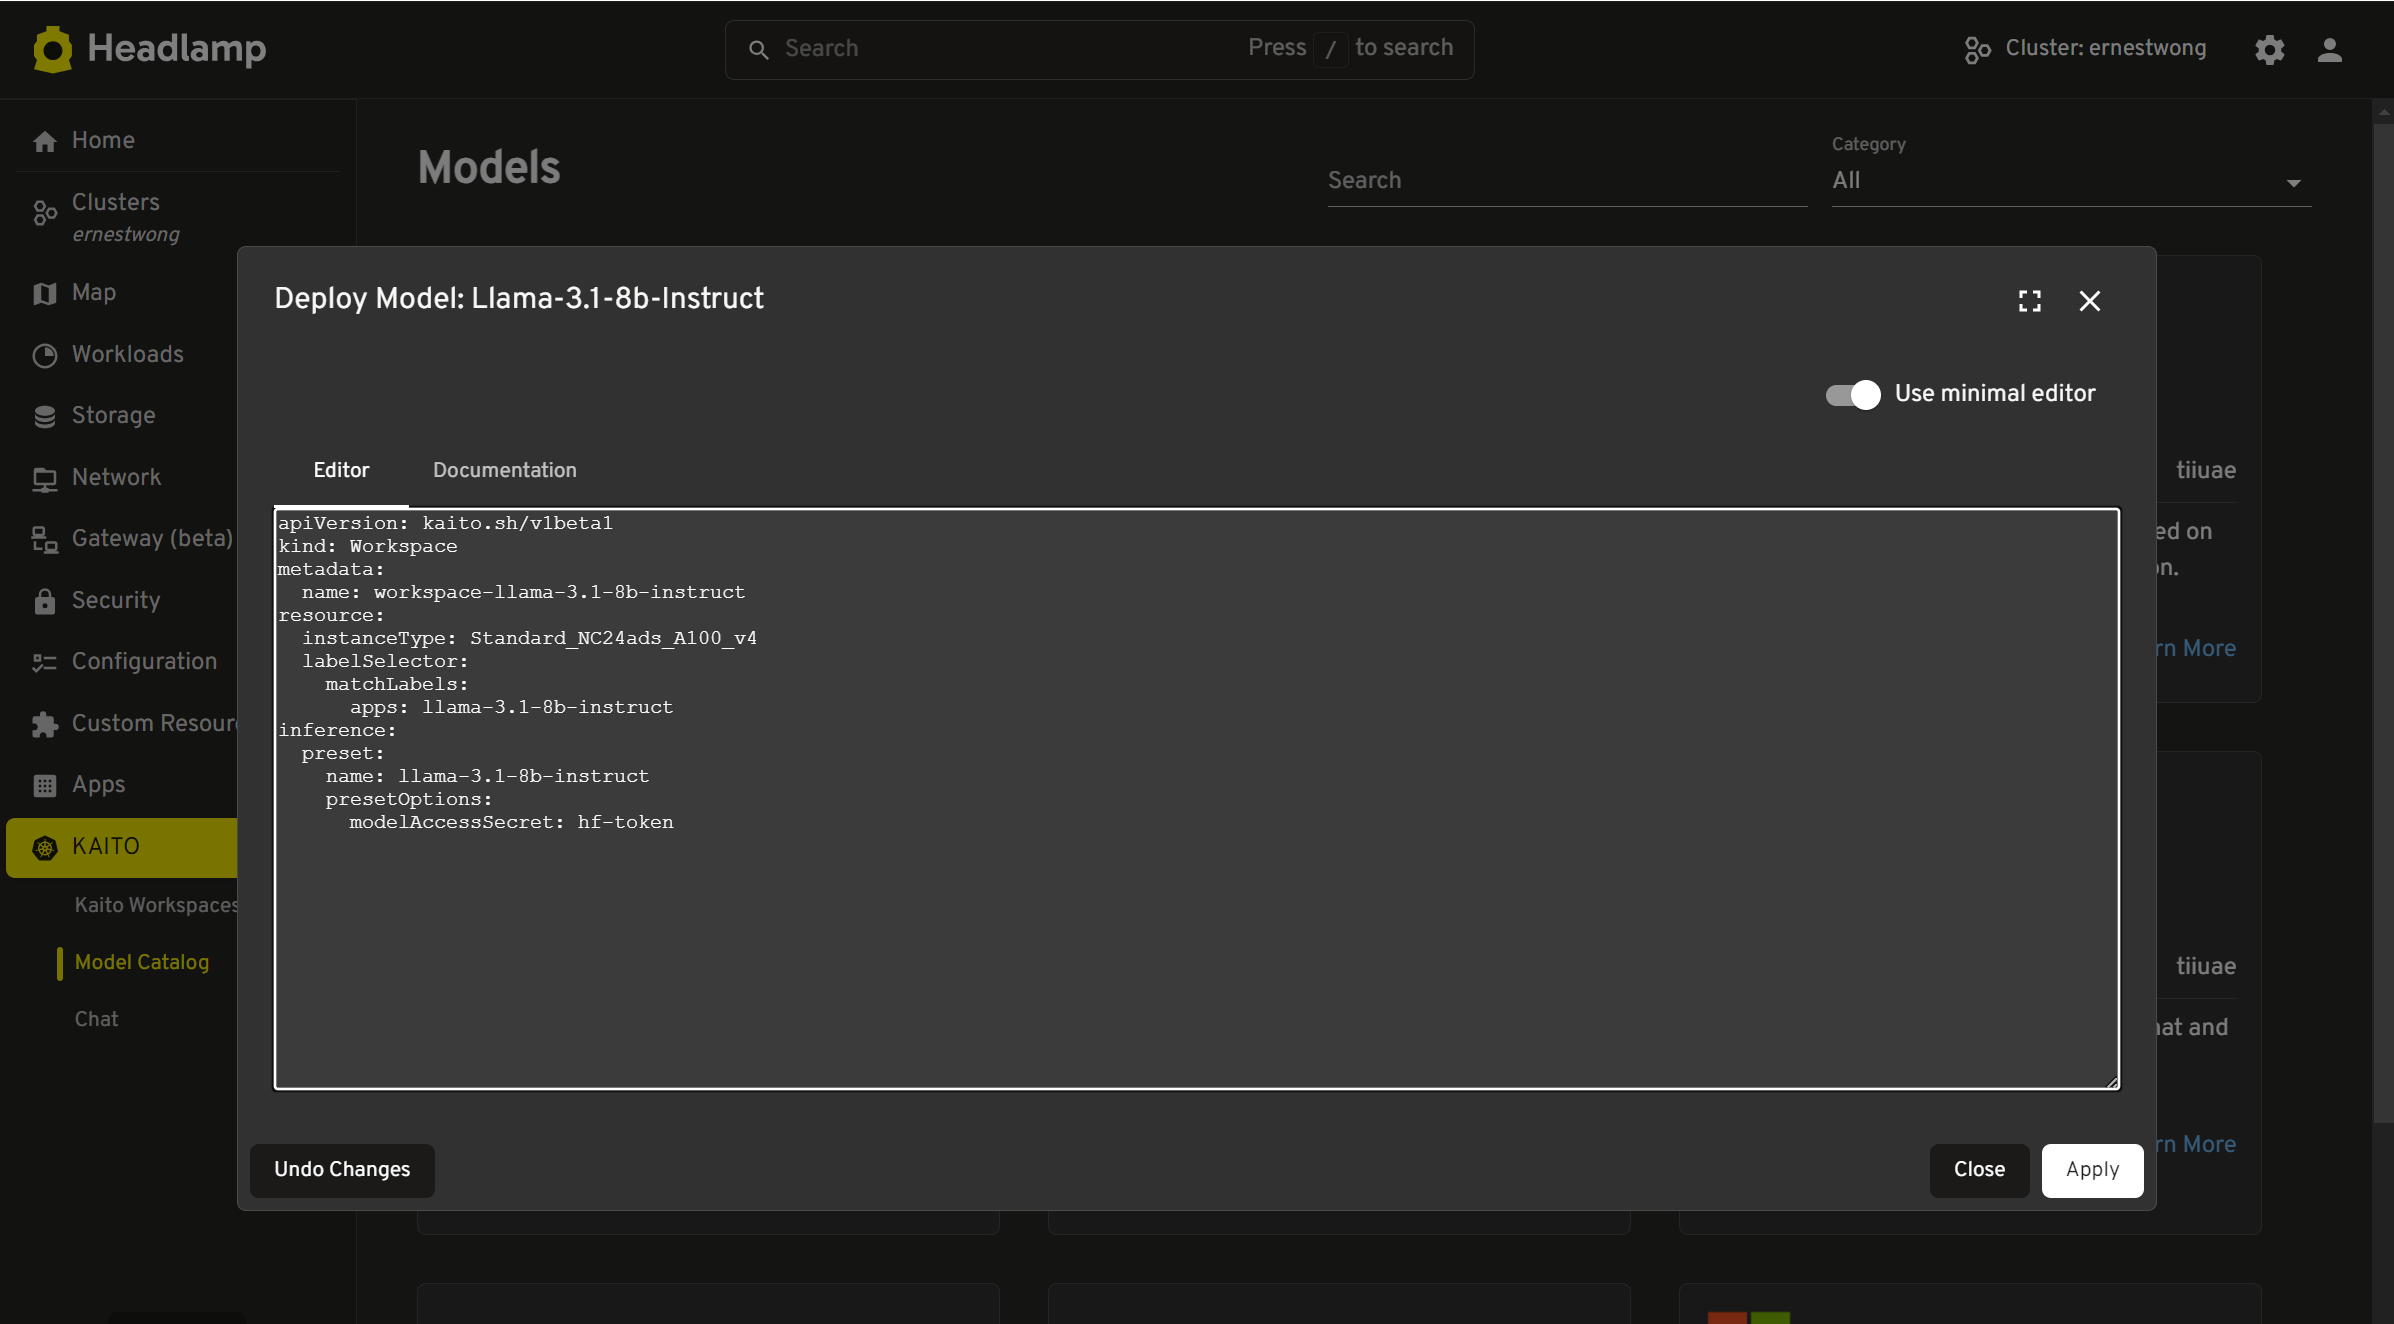 Headlamp
Search
Press / to search
Cluster: ernestwong
Home
Clusters
ernestwong
Map
Workloads
Storage
Network
Gateway (beta)
Security
Configuration
Custom Resour
Apps
KAITO
Kaito Workspaces
Model Catalog
Chat
Models
Search
Category
All
Deploy Model: Llama-3.1-8b-Instruct
Use minimal editor
Editor
Documentation
apiVersion: kaito.sh/v1beta1
kind: Workspace
metadata:
  name: workspace-llama-3.1-8b-instruct
resource:
  instanceType: Standard_NC24ads_A100_v4
  labelSelector:
    matchLabels:
      apps: llama-3.1-8b-instruct
inference:
  preset:
    name: llama-3.1-8b-instruct
    presetOptions:
      modelAccessSecret: hf-token
Undo Changes
Close
Apply
tiiuae
ed on
n.
rn More
tiiuae
at and
rn More